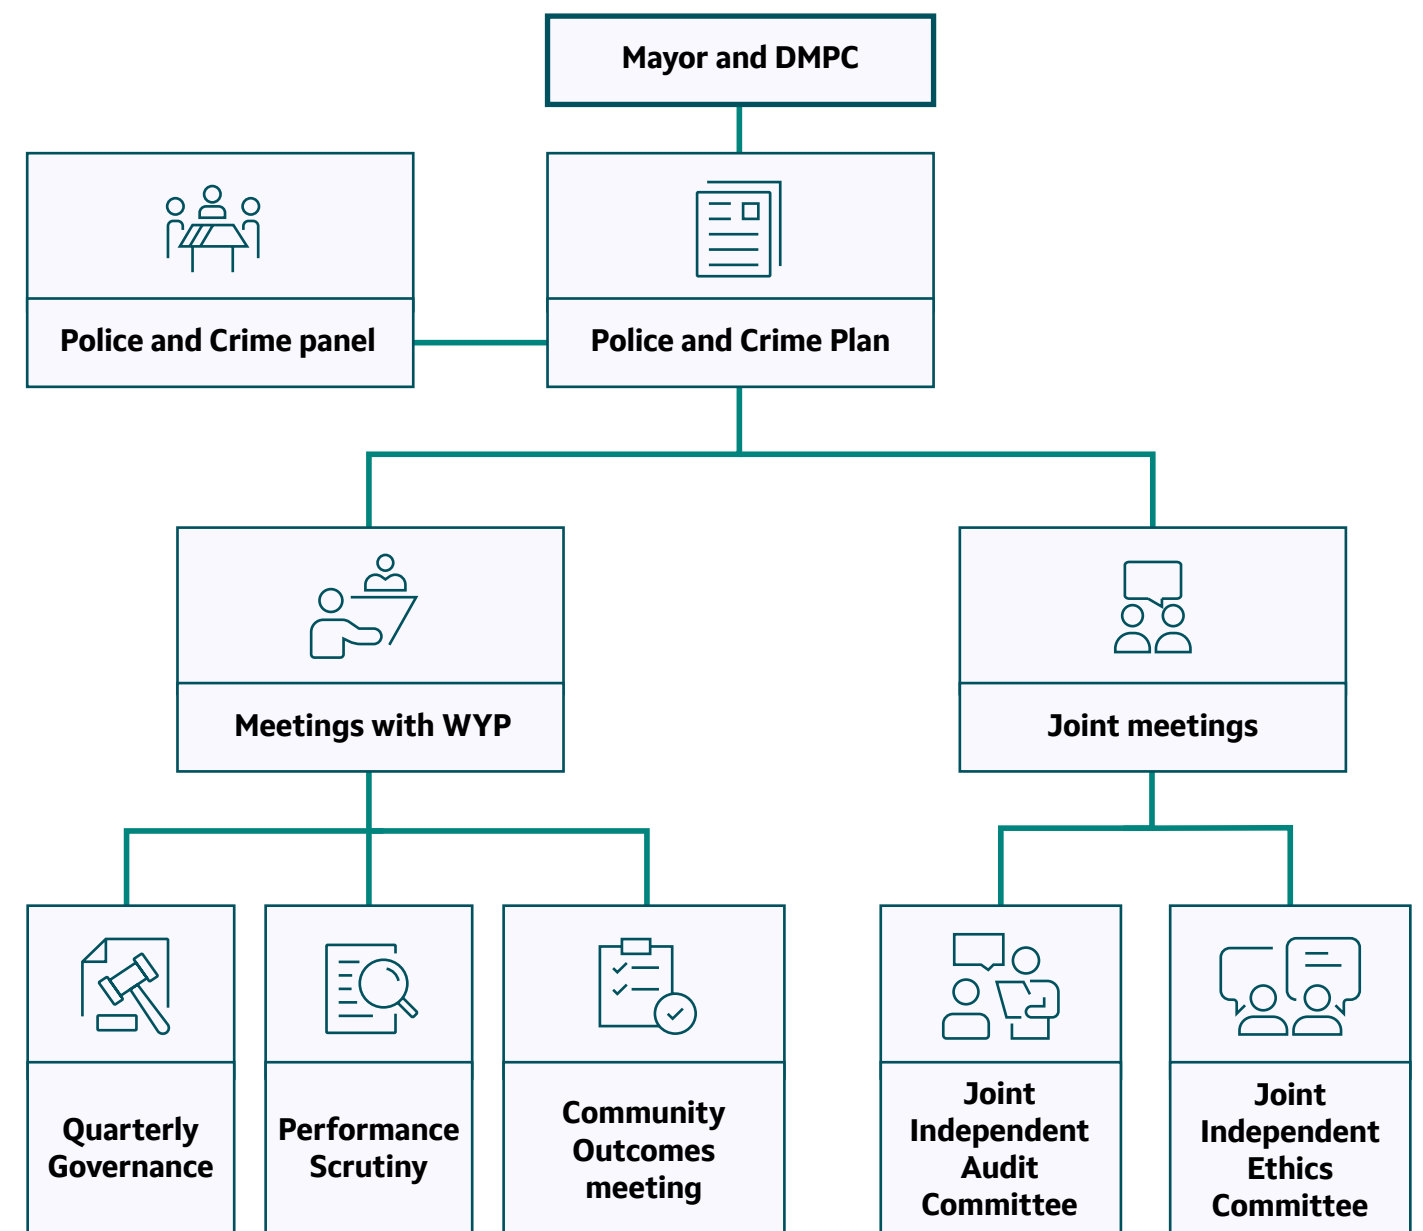 Mayor and DMPC
Police and Crime panel
Police and Crime Plan
Meetings with WYP
Joint meetings
Quarterly
Governance
Performance
Scrutiny
Community
Outcomes
meeting
Joint
Independent
Audit
Committee
Joint
Independent
Ethics
Committee